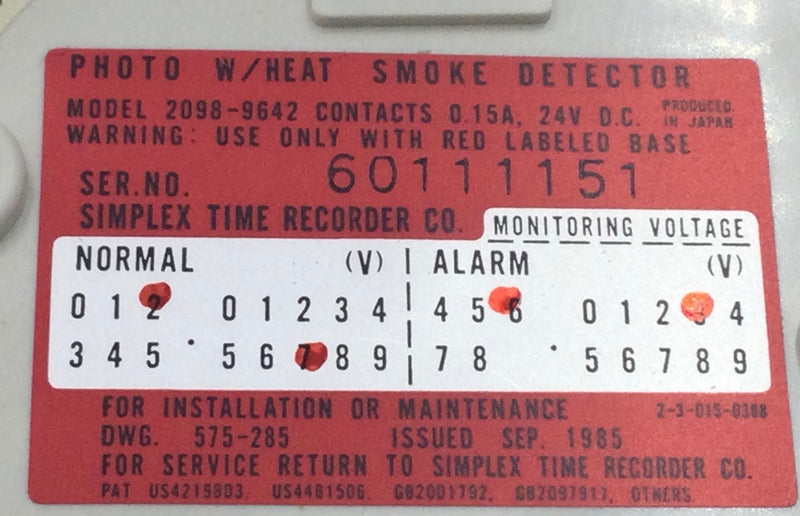 PHOTO W/HEAT SMOKE DETECTOR
MODEL 2098-9642 CONTACTS 0.15A, 24V D.C. PRODUCED IN JAPAN
WARNING: USE ONLY WITH RED LABELED BASE
SER.NO. 60111151
SIMPLEX TIME RECORDER CO. MONITORING VOLTAGE
NORMAL (V) ALARM (V)
0 1 2 0 1 2 3 4 4 5 6 0 1 2 3 4
3 4 5 . 5 6 7 8 9 7 8 . 5 6 7 8 9
FOR INSTALLATION OR MAINTENANCE 2-3-015-0388
DWG. 575-285 ISSUED SEP. 1985
FOR SERVICE RETURN TO SIMPLEX TIME RECORDER CO.
PAT US4219803, US4481506, GB2001792, GB2097917, OTHERS.